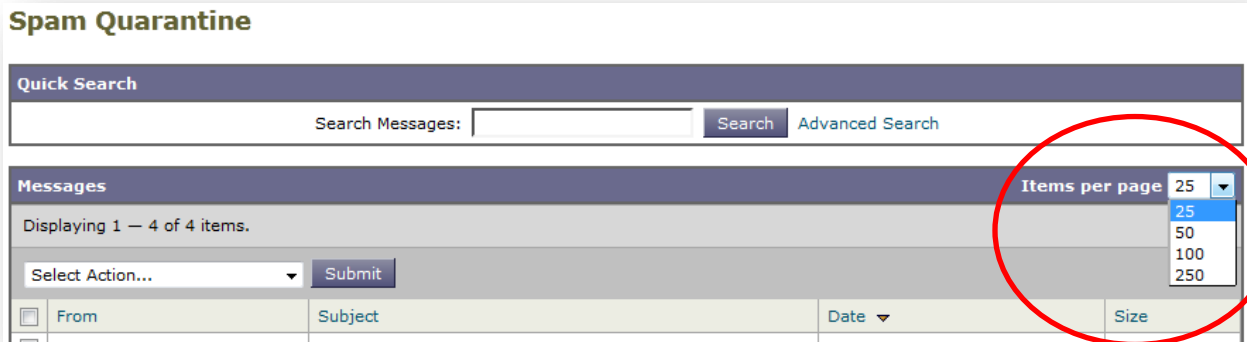 Spam Quarantine
Quick Search
Search Messages: Search Advanced Search
Messages Items per page 25
Displaying 1 — 4 of 4 items.
25
50
100
250
Select Action... Submit
From Subject Date Size